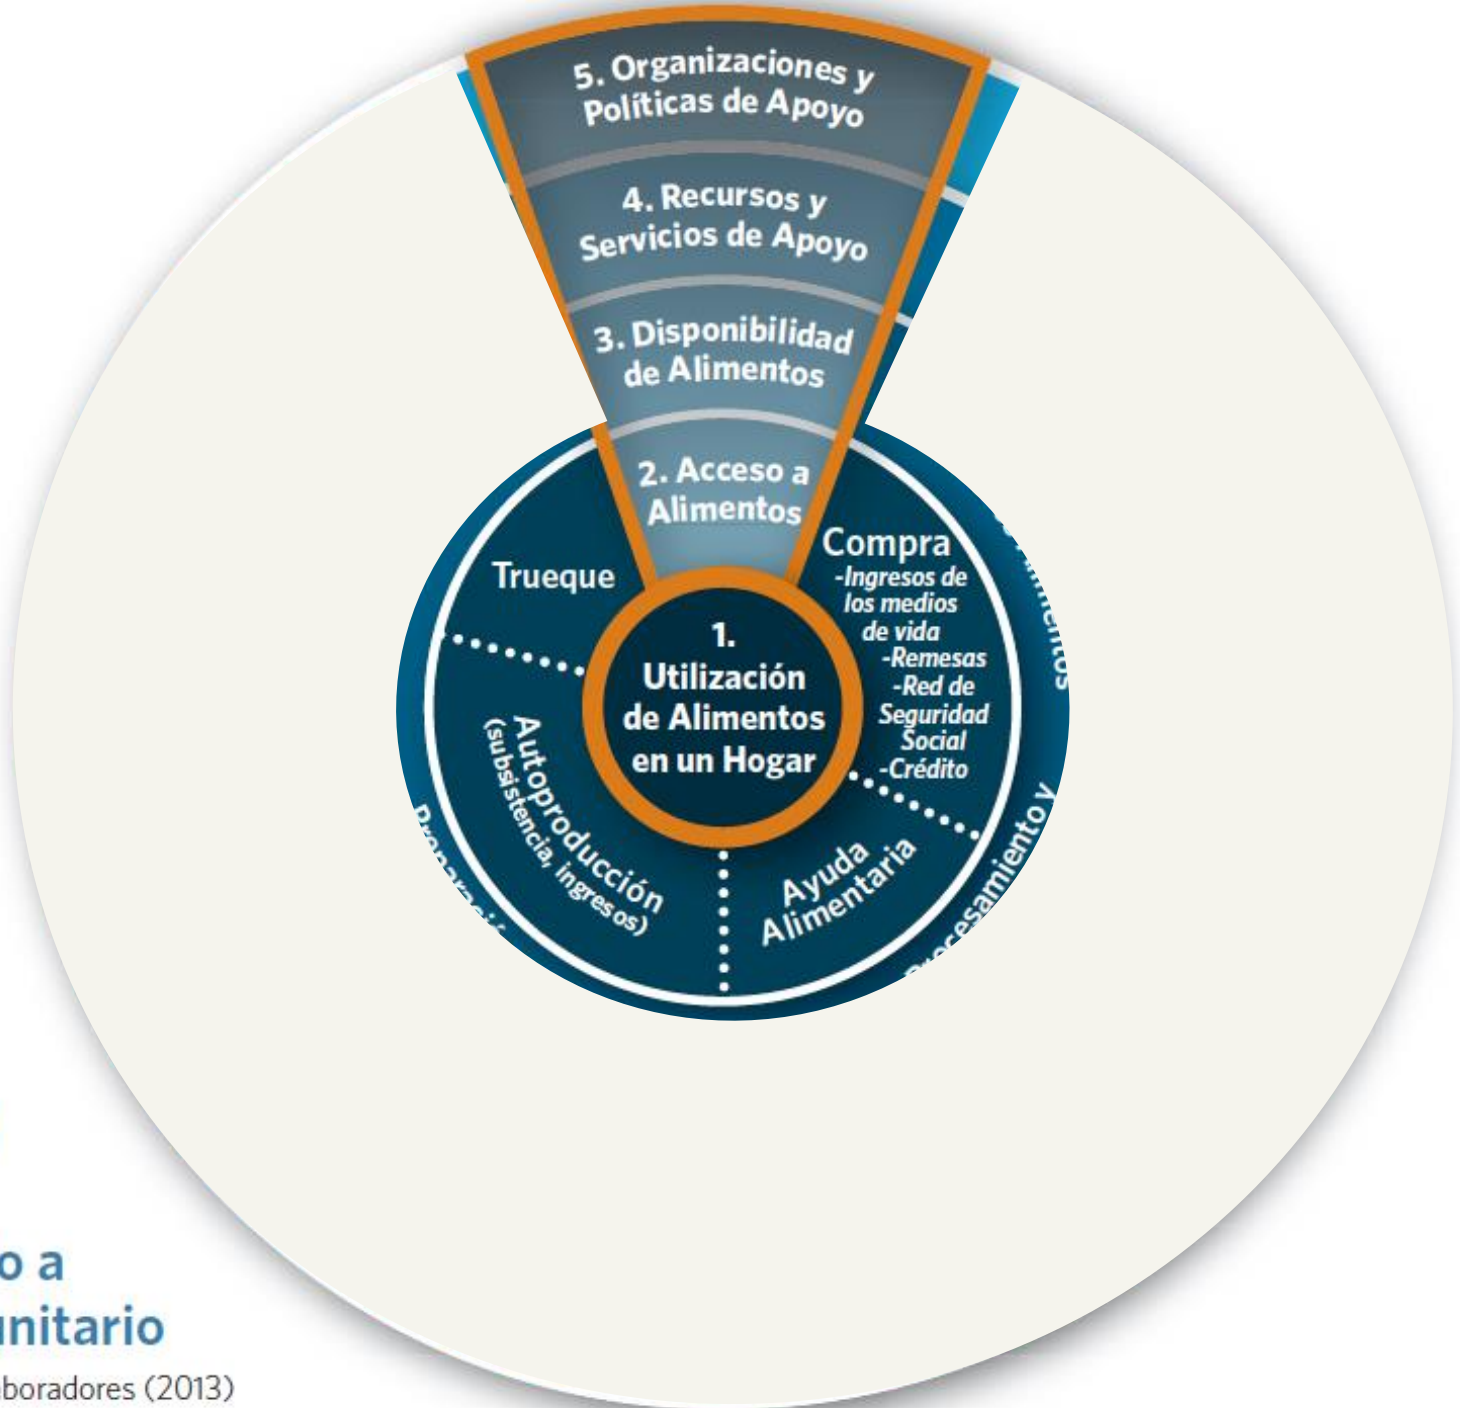 5. Organizaciones y
Políticas de Apoyo
4. Recursos y
Servicios de Apoyo
3. Disponibilidad
de Alimentos
2. Acceso a
Alimentos
1.
Utilización
de Alimentos
en un Hogar
Trueque
Compra
-Ingresos de
los medios
de vida
-Remesas
-Red de
Seguridad
Social
-Crédito
Autoproducción
(subsistencia, ingresos)
Ayuda
Alimentaria
Procesamiento y
o a
unitario
boradores (2013)